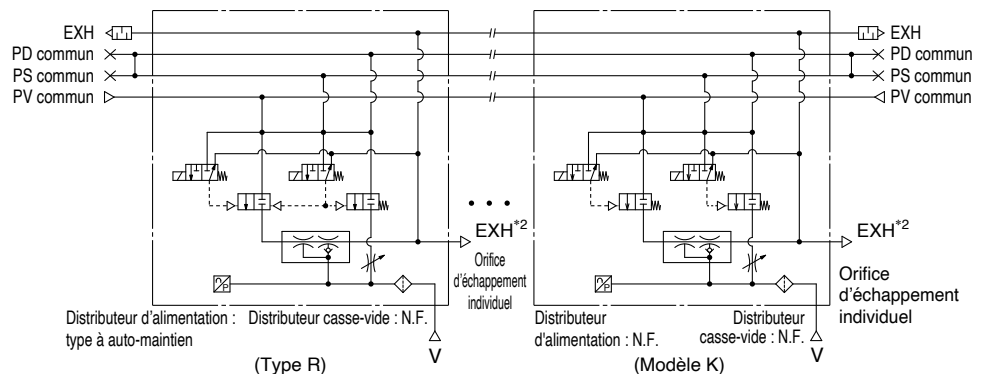 EXH
PD commun
PS commun
PV commun
EXH
PD commun
PS commun
PV commun
EXH*2
Orifice
d'échappement
individuel
EXH*2
Orifice
d'échappement
individuel
P
P
Distributeur d'alimentation :
type à auto-maintien
Distributeur casse-vide : N.F.
V
(Type R)
Distributeur
d'alimentation : N.F.
Distributeur
casse-vide : N.F.
V
(Modèle K)